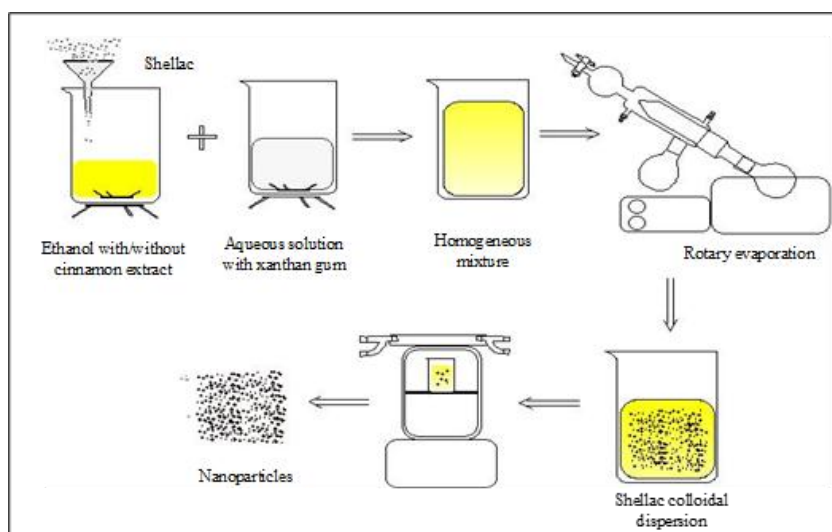 Shellac
Ethanol with/without
cinnamon extract
Aqueous solution
with xanthan gum
Homogeneous
mixture
Rotary evaporation
Nanoparticles
Shellac colloidal
dispersion